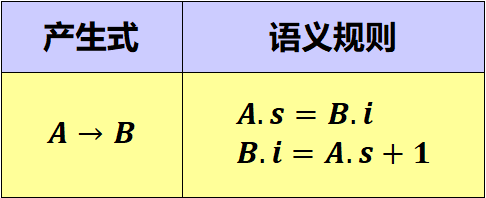 产生式 语义规则
A → B
A.s = B.i
B.i = A.s + 1